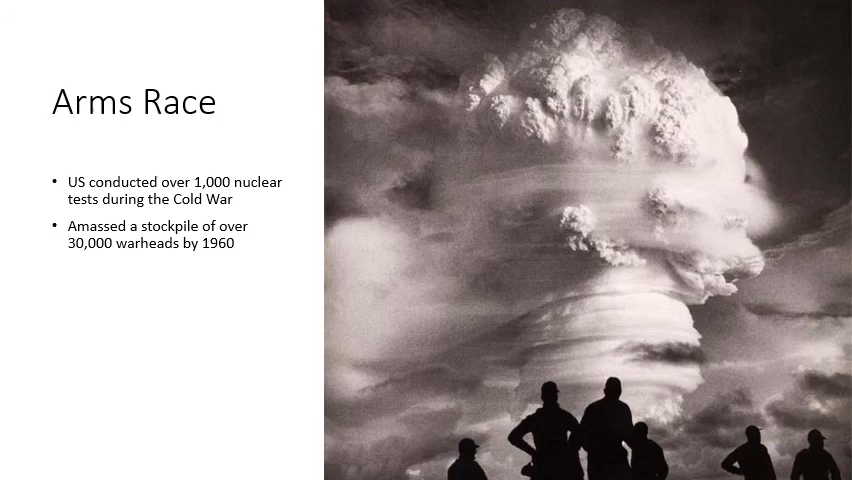 Arms Race
• US conducted over 1,000 nuclear
tests during the Cold War
• Amassed a stockpile of over
30,000 warheads by 1960